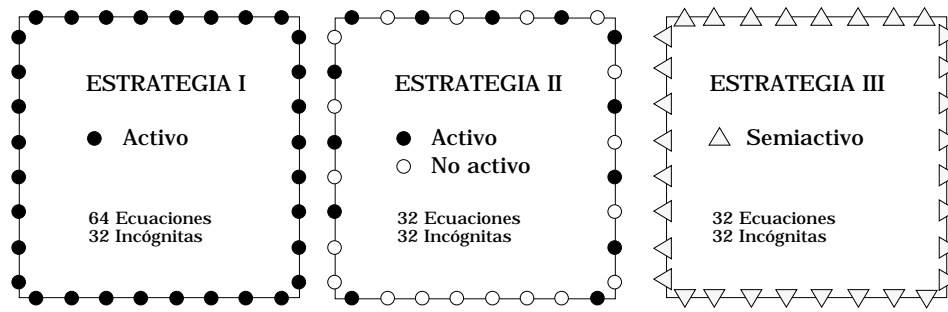 ESTRATEGIA I
Activo
64 Ecuaciones
32 Incógnitas
ESTRATEGIA II
Activo
No activo
32 Ecuaciones
32 Incógnitas
ESTRATEGIA III
Semiactivo
32 Ecuaciones
32 Incógnitas